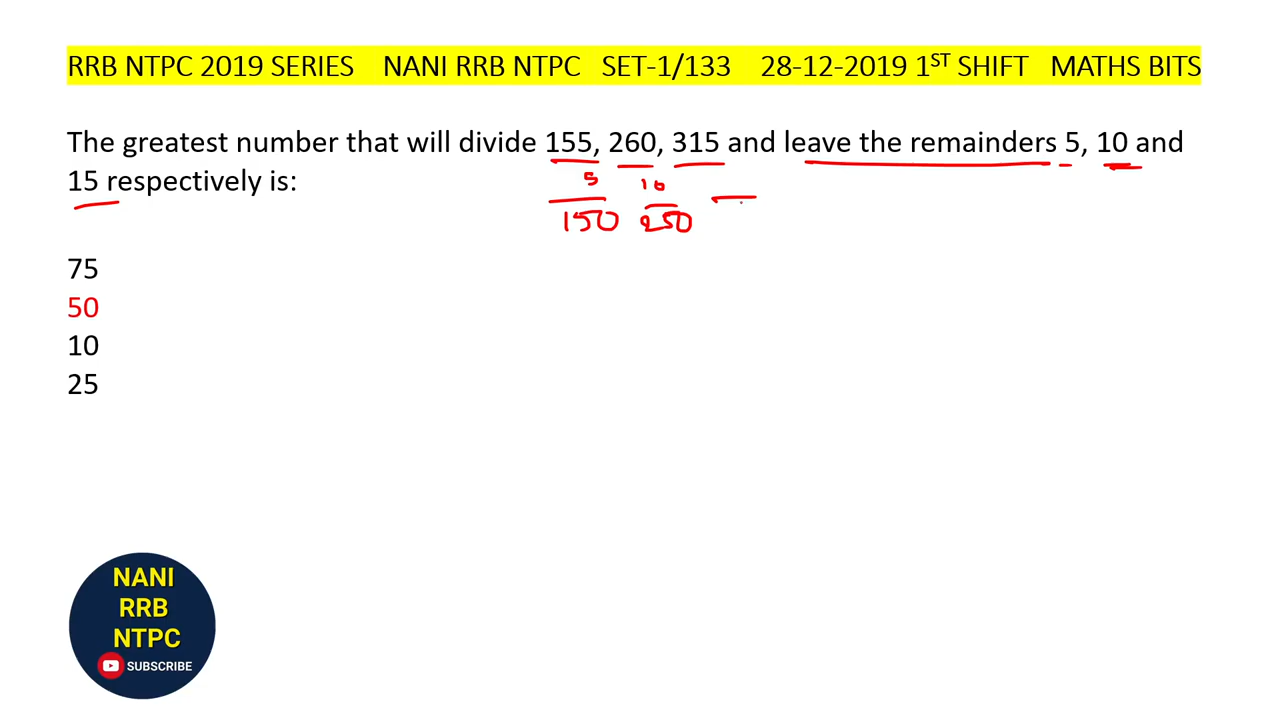 RRB NTPC 2019 SERIES NANI RRB NTPC SET-1/133 28-12-2019 1ST SHIFT MATHS BITS
The greatest number that will divide 155, 260, 315 and leave the remainders 5, 10 and
15 respectively is:
5 10
150 250
75
50
10
25
NANI
RRB
NTPC
SUBSCRIBE